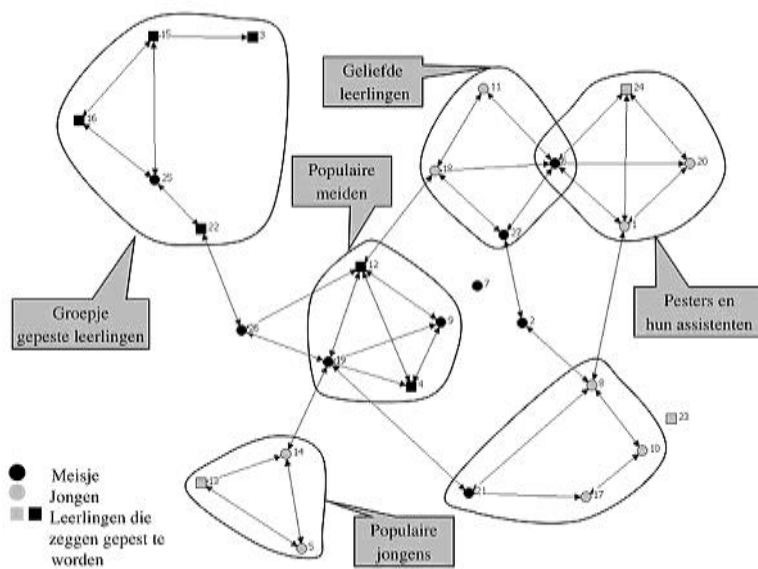 15
3
16
25
22
Groepje
gepeste leerlingen
Geliefde
leerlingen
11
18
27
24
20
1
Pesters en
hun assistenten
Populaire
meiden
12
9
19
4
7
2
8
23
10
17
21
14
13
5
Populaire
jongens
Meisje
Jongen
Leerlingen die
zeggen gepest te
worden